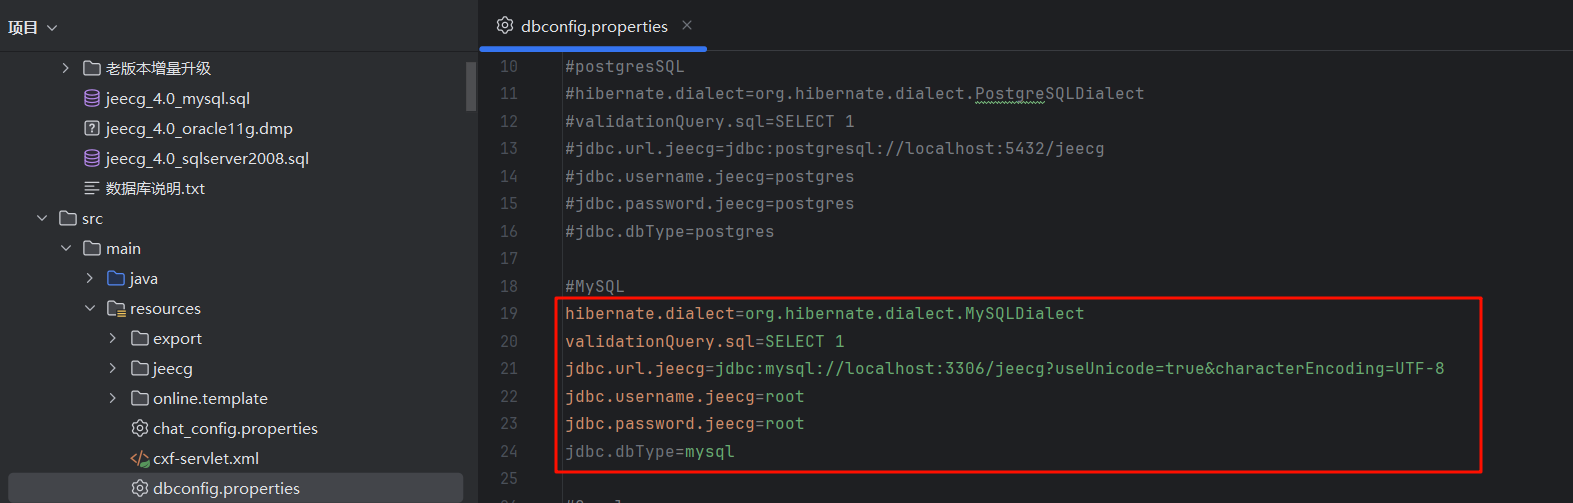 项目
老版本增量升级
jeecg_4.0_mysql.sql
jeecg_4.0_oracle11g.dmp
jeecg_4.0_sqlserver2008.sql
数据库说明.txt
src
main
java
resources
export
jeecg
online.template
chat_config.properties
cxf-servlet.xml
dbconfig.properties
dbconfig.properties
10 #postgresSQL
11 #hibernate.dialect=org.hibernate.dialect.PostgreSQLDialect
12 #validationQuery.sql=SELECT 1
13 #jdbc.url.jeecg=jdbc:postgresql://localhost:5432/jeecg
14 #jdbc.username.jeecg=postgres
15 #jdbc.password.jeecg=postgres
16 #jdbc.dbType=postgres
17
18 #MySQL
19 hibernate.dialect=org.hibernate.dialect.MySQLDialect
20 validationQuery.sql=SELECT 1
21 jdbc.url.jeecg=jdbc:mysql://localhost:3306/jeecg?useUnicode=true&characterEncoding=UTF-8
22 jdbc.username.jeecg=root
23 jdbc.password.jeecg=root
24 jdbc.dbType=mysql
25